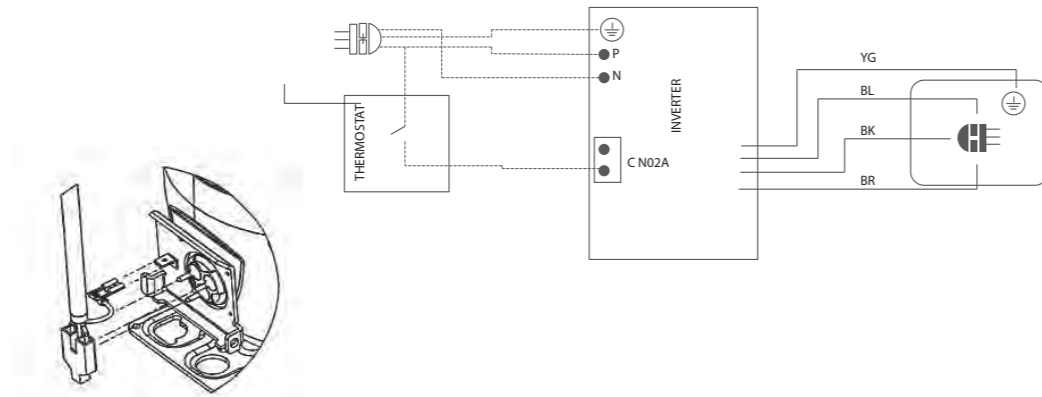 P
N
THERMOSTAT
INVERTER
C N02A
YG
BL
BK
BR